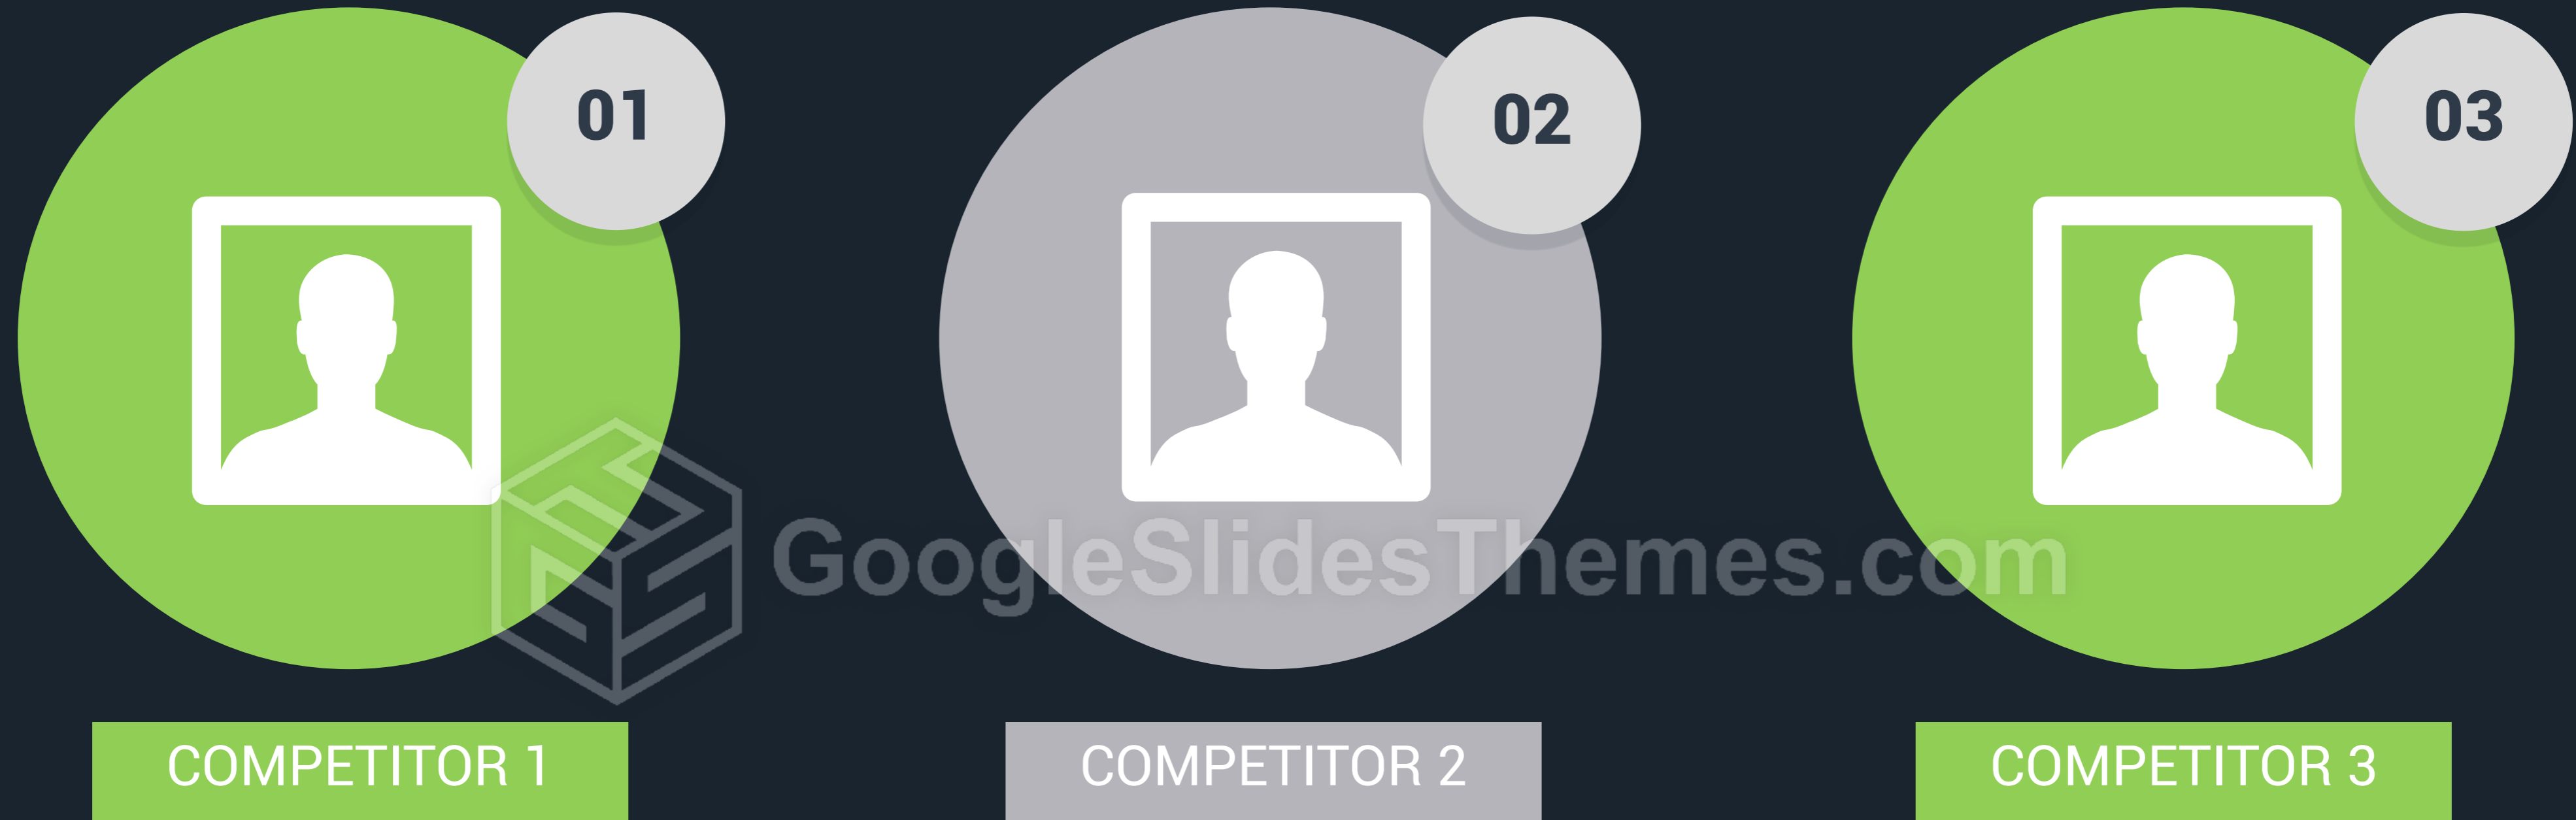 01
02
03
GoogleSlidesThemes.com
COMPETITOR 1
COMPETITOR 2
COMPETITOR 3